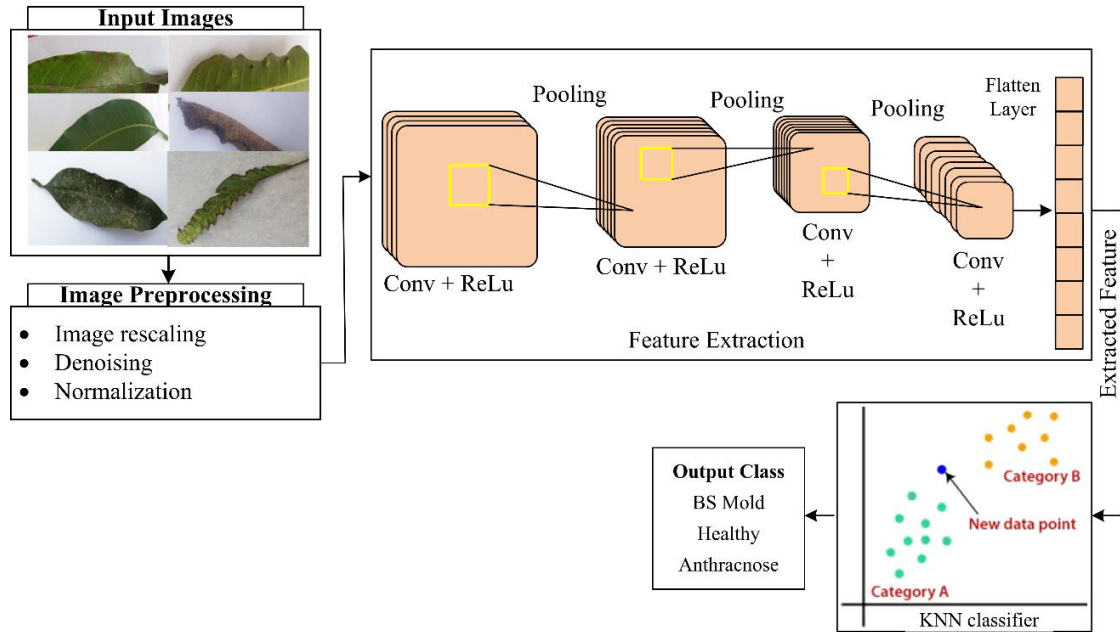 Input Images
Image Preprocessing
● Image rescaling
● Denoising
● Normalization
Pooling
Pooling
Pooling
Flatten
Layer
Conv + ReLu
Conv + ReLu
Conv
+
ReLu
Conv
+
ReLu
Feature Extraction
Extracted Feature
Category B
New data point
Category A
KNN classifier
Output Class
BS Mold
Healthy
Anthracnose